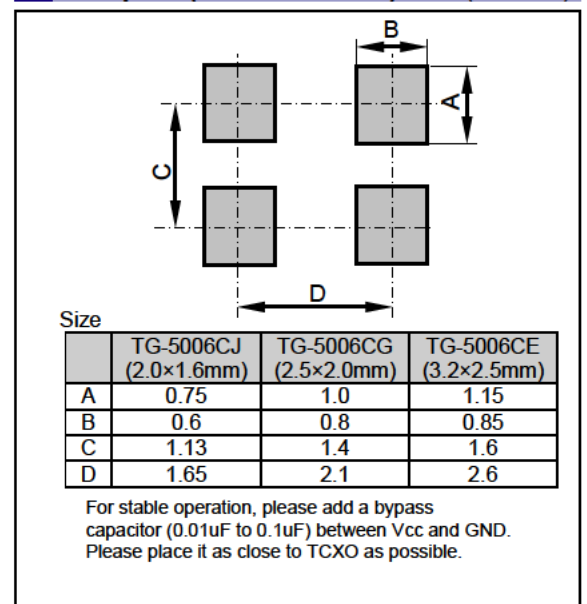 B
A
C
D
Size
TG-5006CJ TG-5006CG TG-5006CE
(2.0×1.6mm) (2.5×2.0mm) (3.2×2.5mm)
A 0.75 1.0 1.15
B 0.6 0.8 0.85
C 1.13 1.4 1.6
D 1.65 2.1 2.6
For stable operation, please add a bypass
capacitor (0.01uF to 0.1uF) between Vcc and GND.
Please place it as close to TCXO as possible.